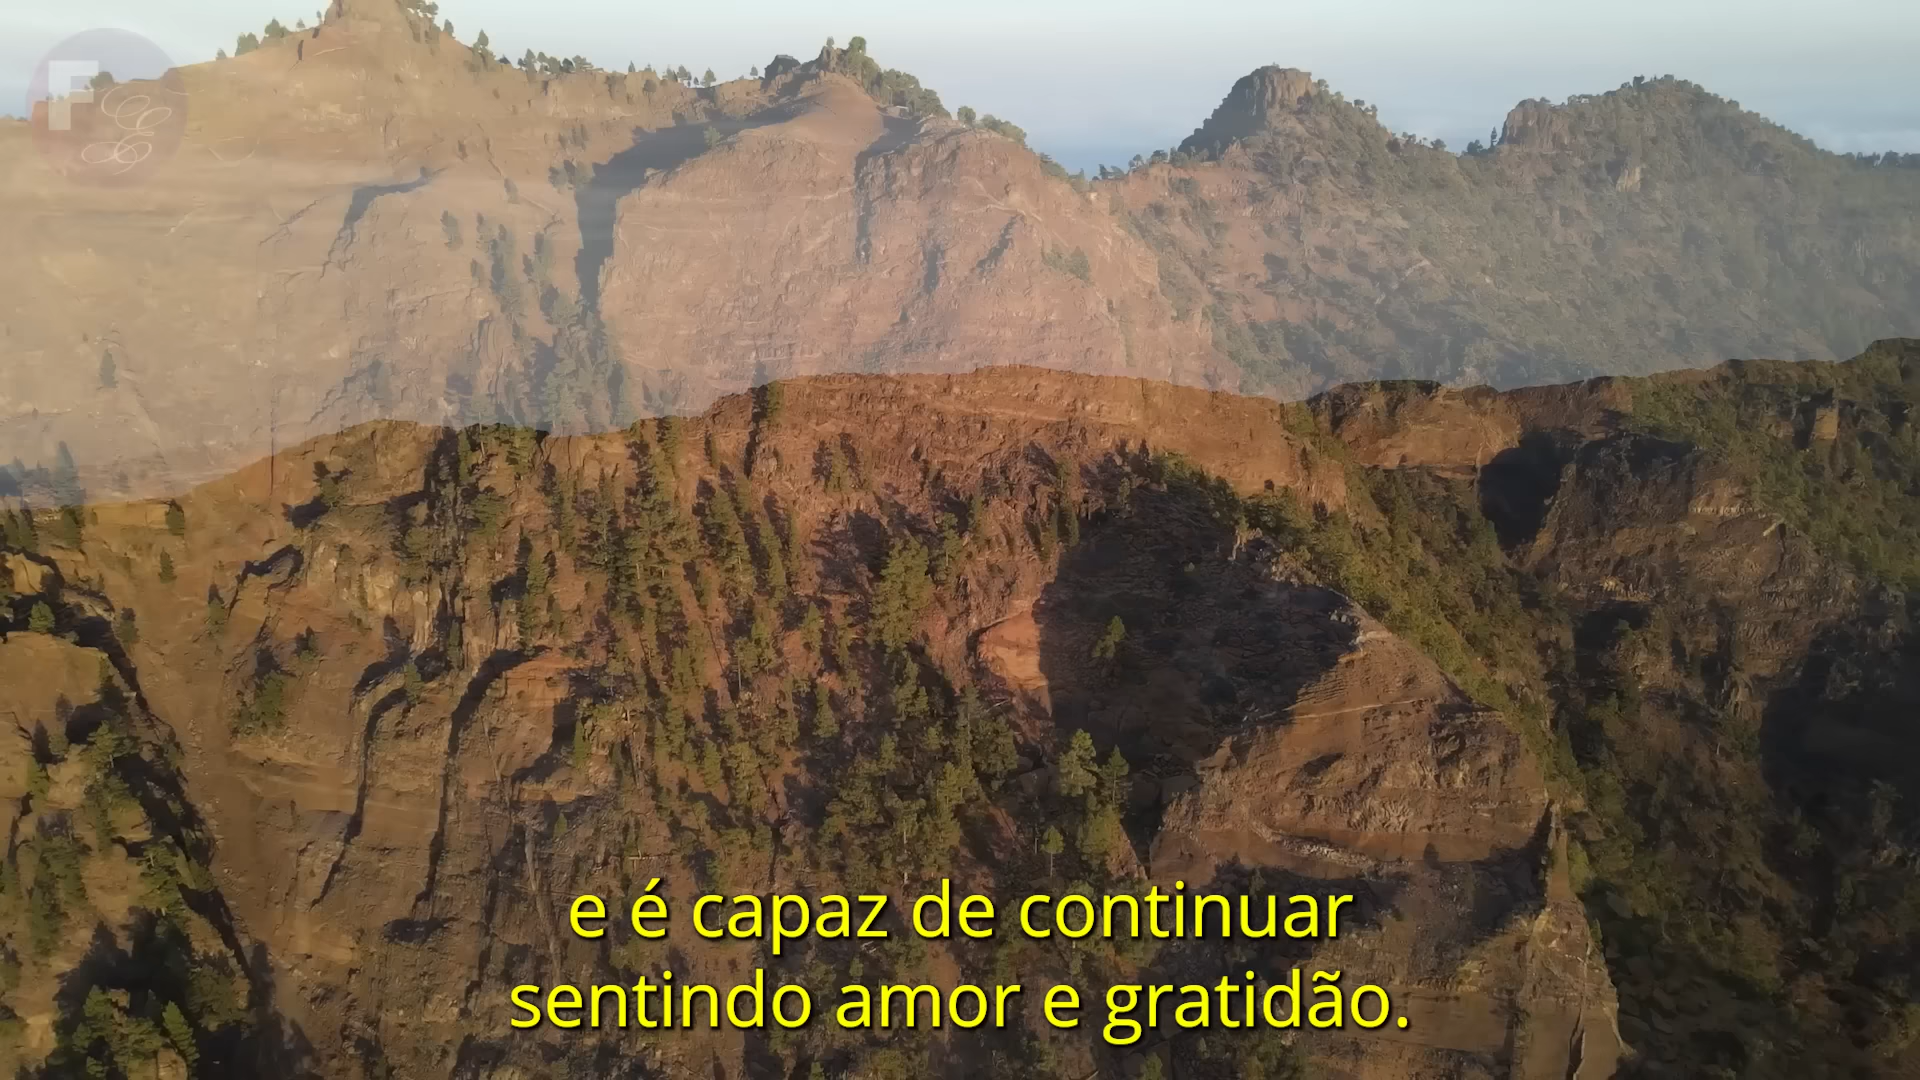 F
e é capaz de continuar
sentindo amor e gratidão.